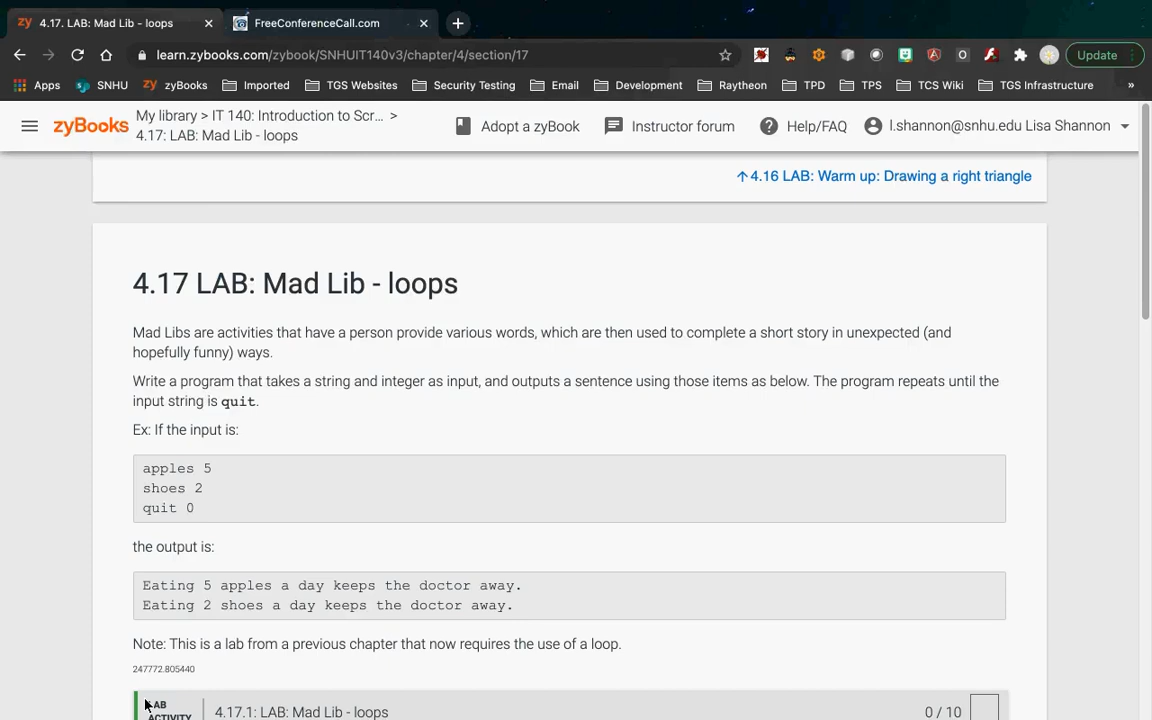 zy 4.17. LAB: Mad Lib - loops
FreeConferenceCall.com
learn.zybooks.com/zybook/SNHUIT140v3/chapter/4/section/17
Update
Apps SNHU zyBooks Imported TGS Websites Security Testing Email Development Raytheon TPD TPS TCS Wiki TGS Infrastructure »
zyBooks
My library > IT 140: Introduction to Scr... >
4.17: LAB: Mad Lib - loops
Adopt a zyBook
Instructor forum
Help/FAQ
l.shannon@snhu.edu Lisa Shannon
↑ 4.16 LAB: Warm up: Drawing a right triangle
4.17 LAB: Mad Lib - loops
Mad Libs are activities that have a person provide various words, which are then used to complete a short story in unexpected (and
hopefully funny) ways.
Write a program that takes a string and integer as input, and outputs a sentence using those items as below. The program repeats until the
input string is quit.
Ex: If the input is:
apples 5
shoes 2
quit 0
the output is:
Eating 5 apples a day keeps the doctor away.
Eating 2 shoes a day keeps the doctor away.
Note: This is a lab from a previous chapter that now requires the use of a loop.
247772.805440
LAB
ACTIVITY
4.17.1: LAB: Mad Lib - loops
0 / 10